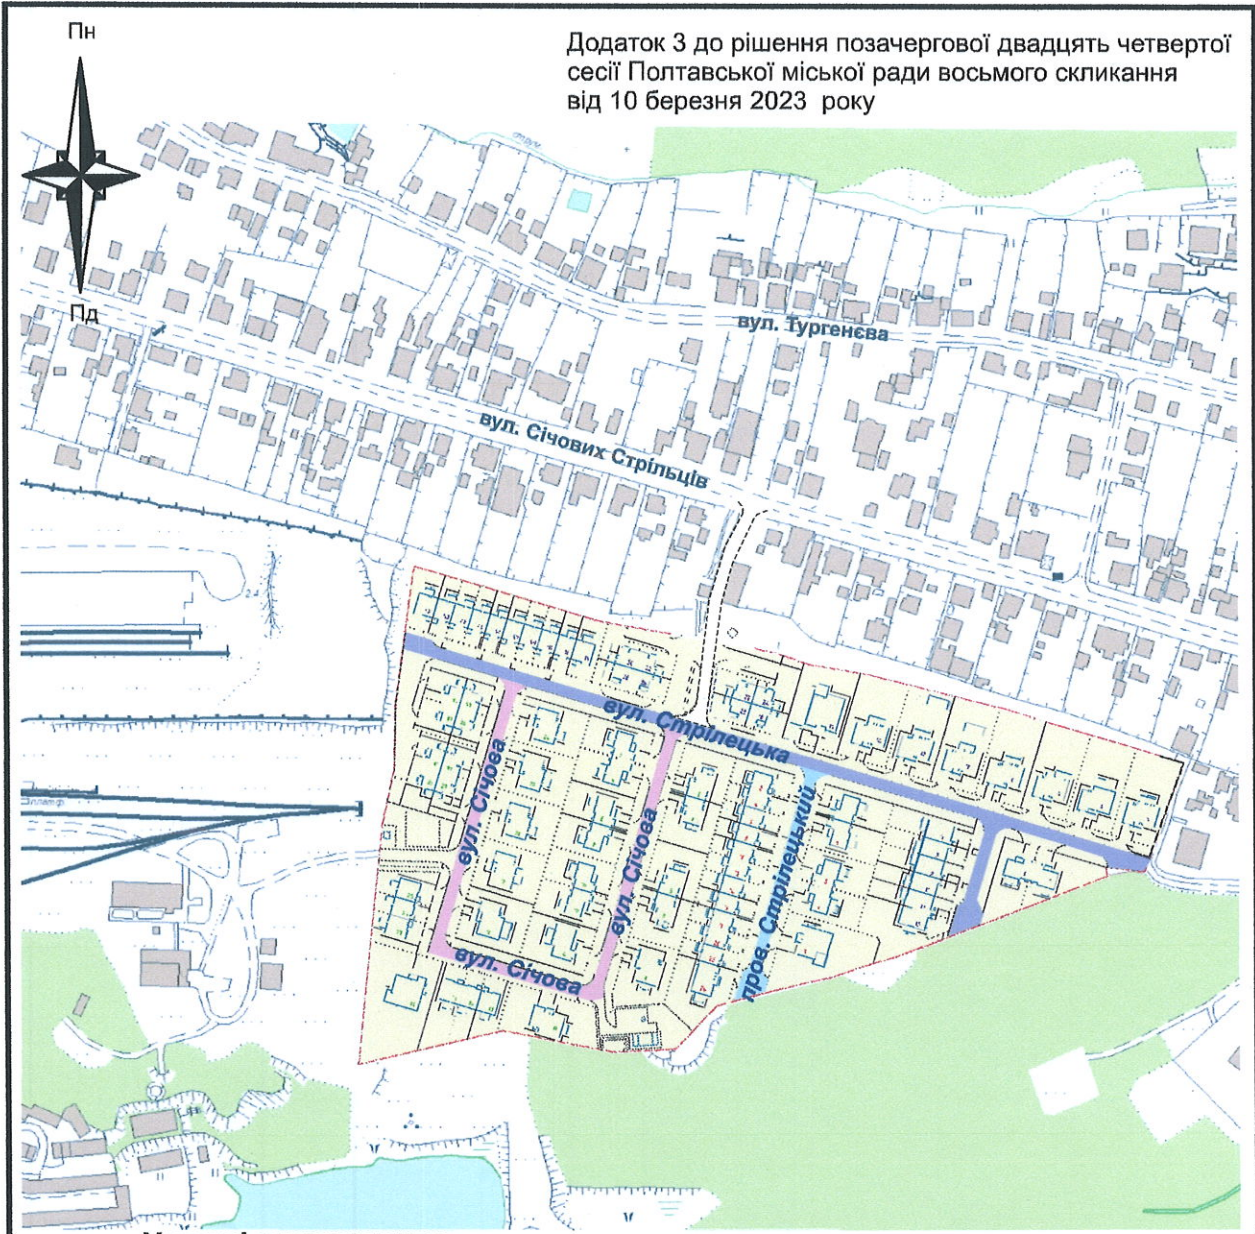 Пн
Додаток 3 до рішення позачергової двадцять четвертої
сесії Полтавської міської ради восьмого скликання
від 10 березня 2023 року
Пд
вул. Тургенєва
вул. Січових Стрільців
вул. Стрілецька
вул. Січова
вул. Січова
пров. Стрілецький
вул. Січова